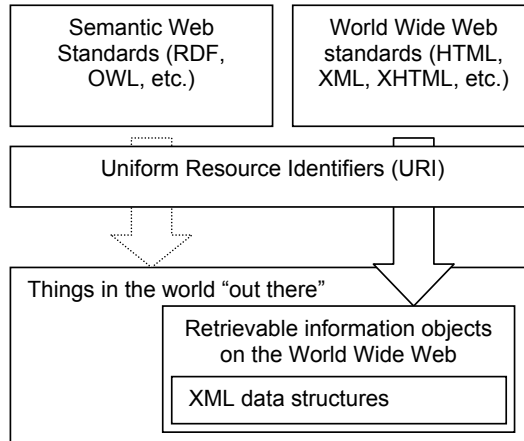 Semantic Web
Standards (RDF,
OWL, etc.)
World Wide Web
standards (HTML,
XML, XHTML, etc.)
Uniform Resource Identifiers (URI)
Things in the world “out there”
Retrievable information objects
on the World Wide Web
XML data structures